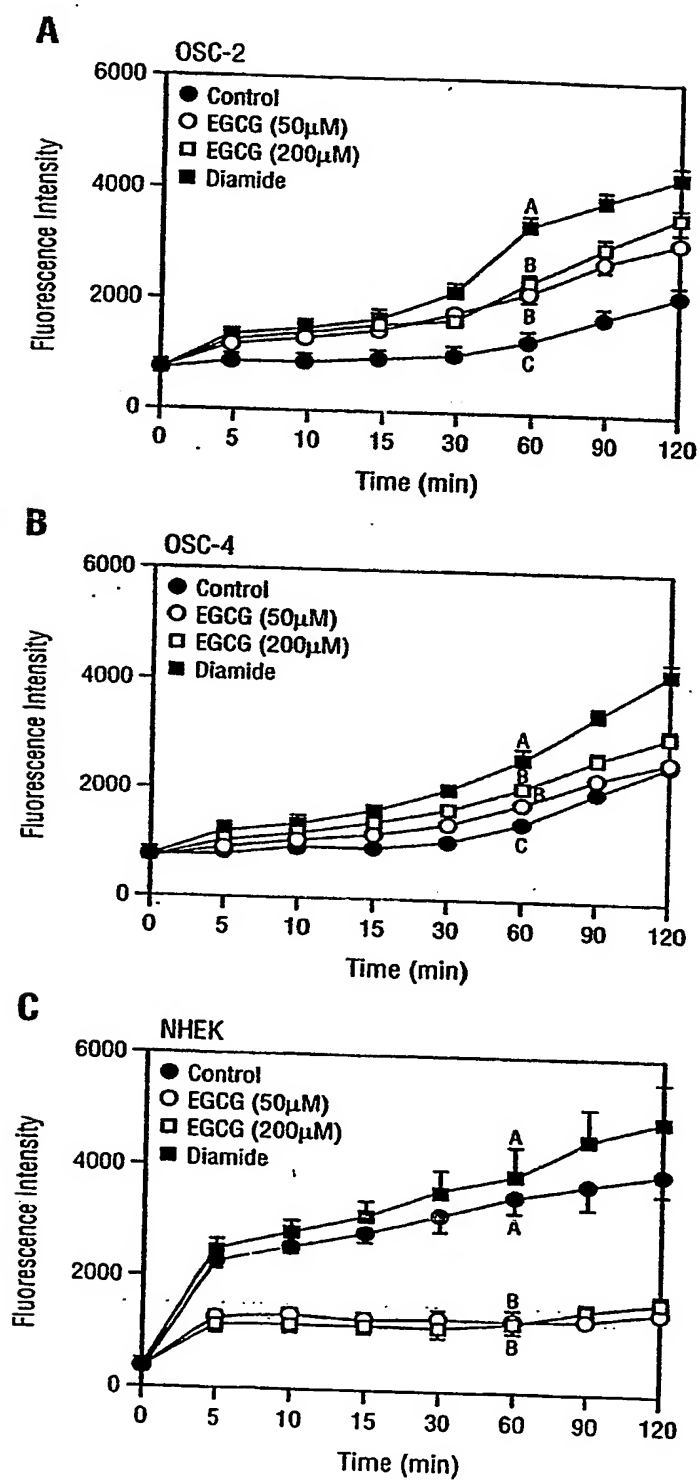 A
OSC-2
6000
Control
EGCG (50μM)
EGCG (200μM)
Diamide
4000
2000
0
Fluorescence Intensity
A
B
B
C
0 5 10 15 30 60 90 120
Time (min)
B
OSC-4
6000
Control
EGCG (50μM)
EGCG (200μM)
Diamide
4000
2000
0
Fluorescence Intensity
A
B
B
C
0 5 10 15 30 60 90 120
Time (min)
C
NHEK
6000
Control
EGCG (50μM)
EGCG (200μM)
Diamide
4000
2000
0
Fluorescence Intensity
A
A
B
B
0 5 10 15 30 60 90 120
Time (min)